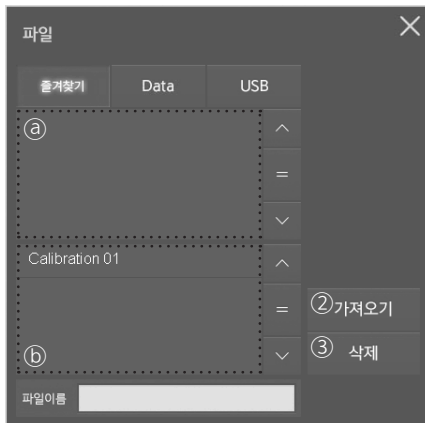 파일
즐겨찾기 Data USB
ⓐ
Calibration 01
②가져오기
ⓑ
③ 삭제
파일이름